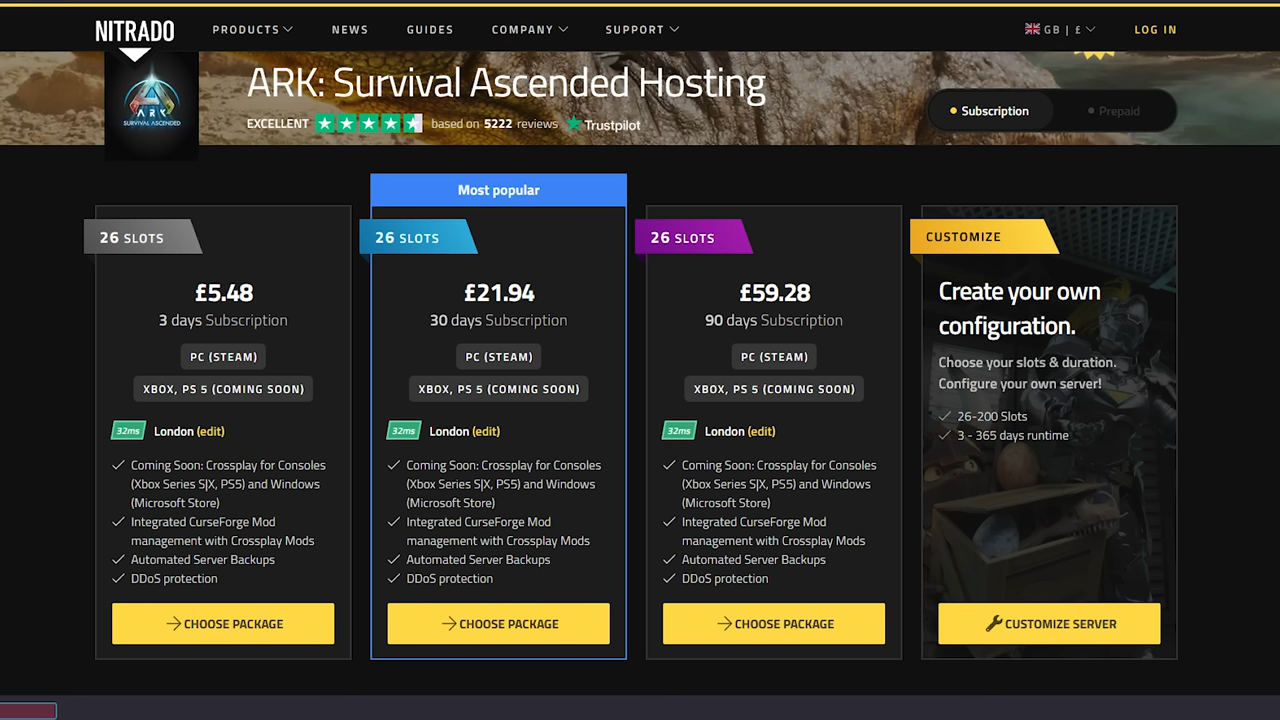 NITRADO
PRODUCTS
NEWS
GUIDES
COMPANY
SUPPORT
GB | £
LOG IN
ARK
SURVIVAL ASCENDED
ARK: Survival Ascended Hosting
EXCELLENT based on 5222 reviews Trustpilot
Subscription
Prepaid
26 SLOTS
£5.48
3 days Subscription
PC (STEAM)
XBOX, PS 5 (COMING SOON)
32ms London (edit)
Coming Soon: Crossplay for Consoles
(Xbox Series S|X, PS5) and Windows
(Microsoft Store)
Integrated CurseForge Mod
management with Crossplay Mods
Automated Server Backups
DDoS protection
CHOOSE PACKAGE
Most popular
26 SLOTS
£21.94
30 days Subscription
PC (STEAM)
XBOX, PS 5 (COMING SOON)
32ms London (edit)
Coming Soon: Crossplay for Consoles
(Xbox Series S|X, PS5) and Windows
(Microsoft Store)
Integrated CurseForge Mod
management with Crossplay Mods
Automated Server Backups
DDoS protection
CHOOSE PACKAGE
26 SLOTS
£59.28
90 days Subscription
PC (STEAM)
XBOX, PS 5 (COMING SOON)
32ms London (edit)
Coming Soon: Crossplay for Consoles
(Xbox Series S|X, PS5) and Windows
(Microsoft Store)
Integrated CurseForge Mod
management with Crossplay Mods
Automated Server Backups
DDoS protection
CHOOSE PACKAGE
CUSTOMIZE
Create your own
configuration.
Choose your slots & duration.
Configure your own server!
26-200 Slots
3 - 365 days runtime
CUSTOMIZE SERVER